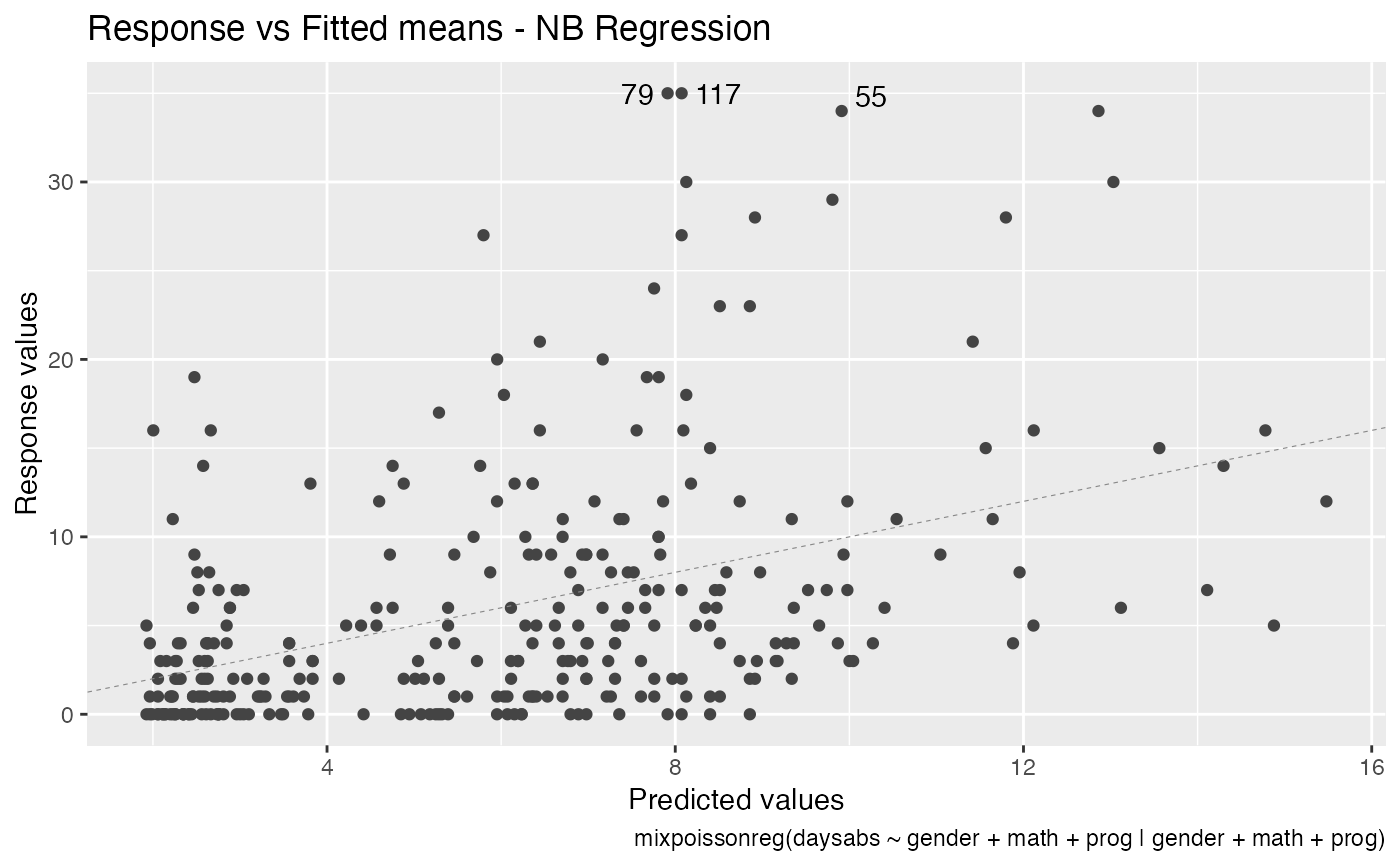 Response vs Fitted means - NB Regression
79
117
55
Response values
30
20
10
0
4
8
12
16
Predicted values
mixpoissonreg(daysabs ~ gender + math + prog | gender + math + prog)